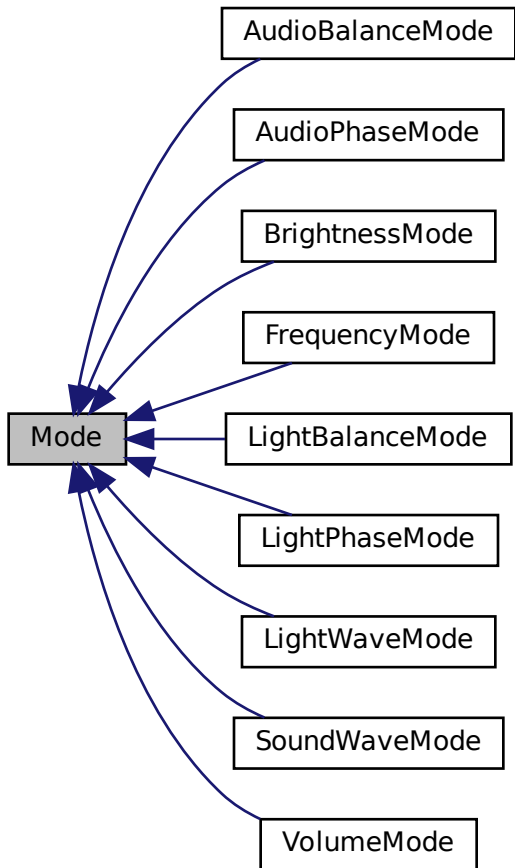 AudioBalanceMode
AudioPhaseMode
BrightnessMode
FrequencyMode
Mode
LightBalanceMode
LightPhaseMode
LightWaveMode
SoundWaveMode
VolumeMode